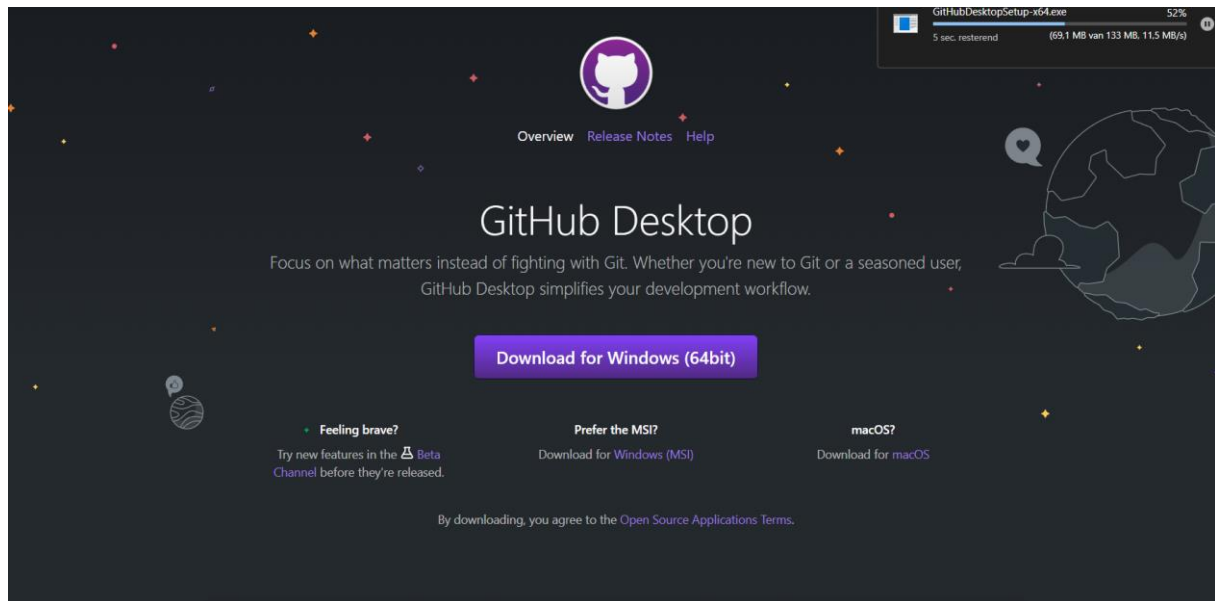 GitHubDesktopSetup-x64.exe 52%
5 sec. resterend (69,1 MB van 133 MB, 11,5 MB/s)
Overview Release Notes Help
GitHub Desktop
Focus on what matters instead of fighting with Git. Whether you're new to Git or a seasoned user,
GitHub Desktop simplifies your development workflow.
Download for Windows (64bit)
Feeling brave?
Try new features in the Beta
Channel before they're released.
Prefer the MSI?
Download for Windows (MSI)
macOS?
Download for macOS
By downloading, you agree to the Open Source Applications Terms.